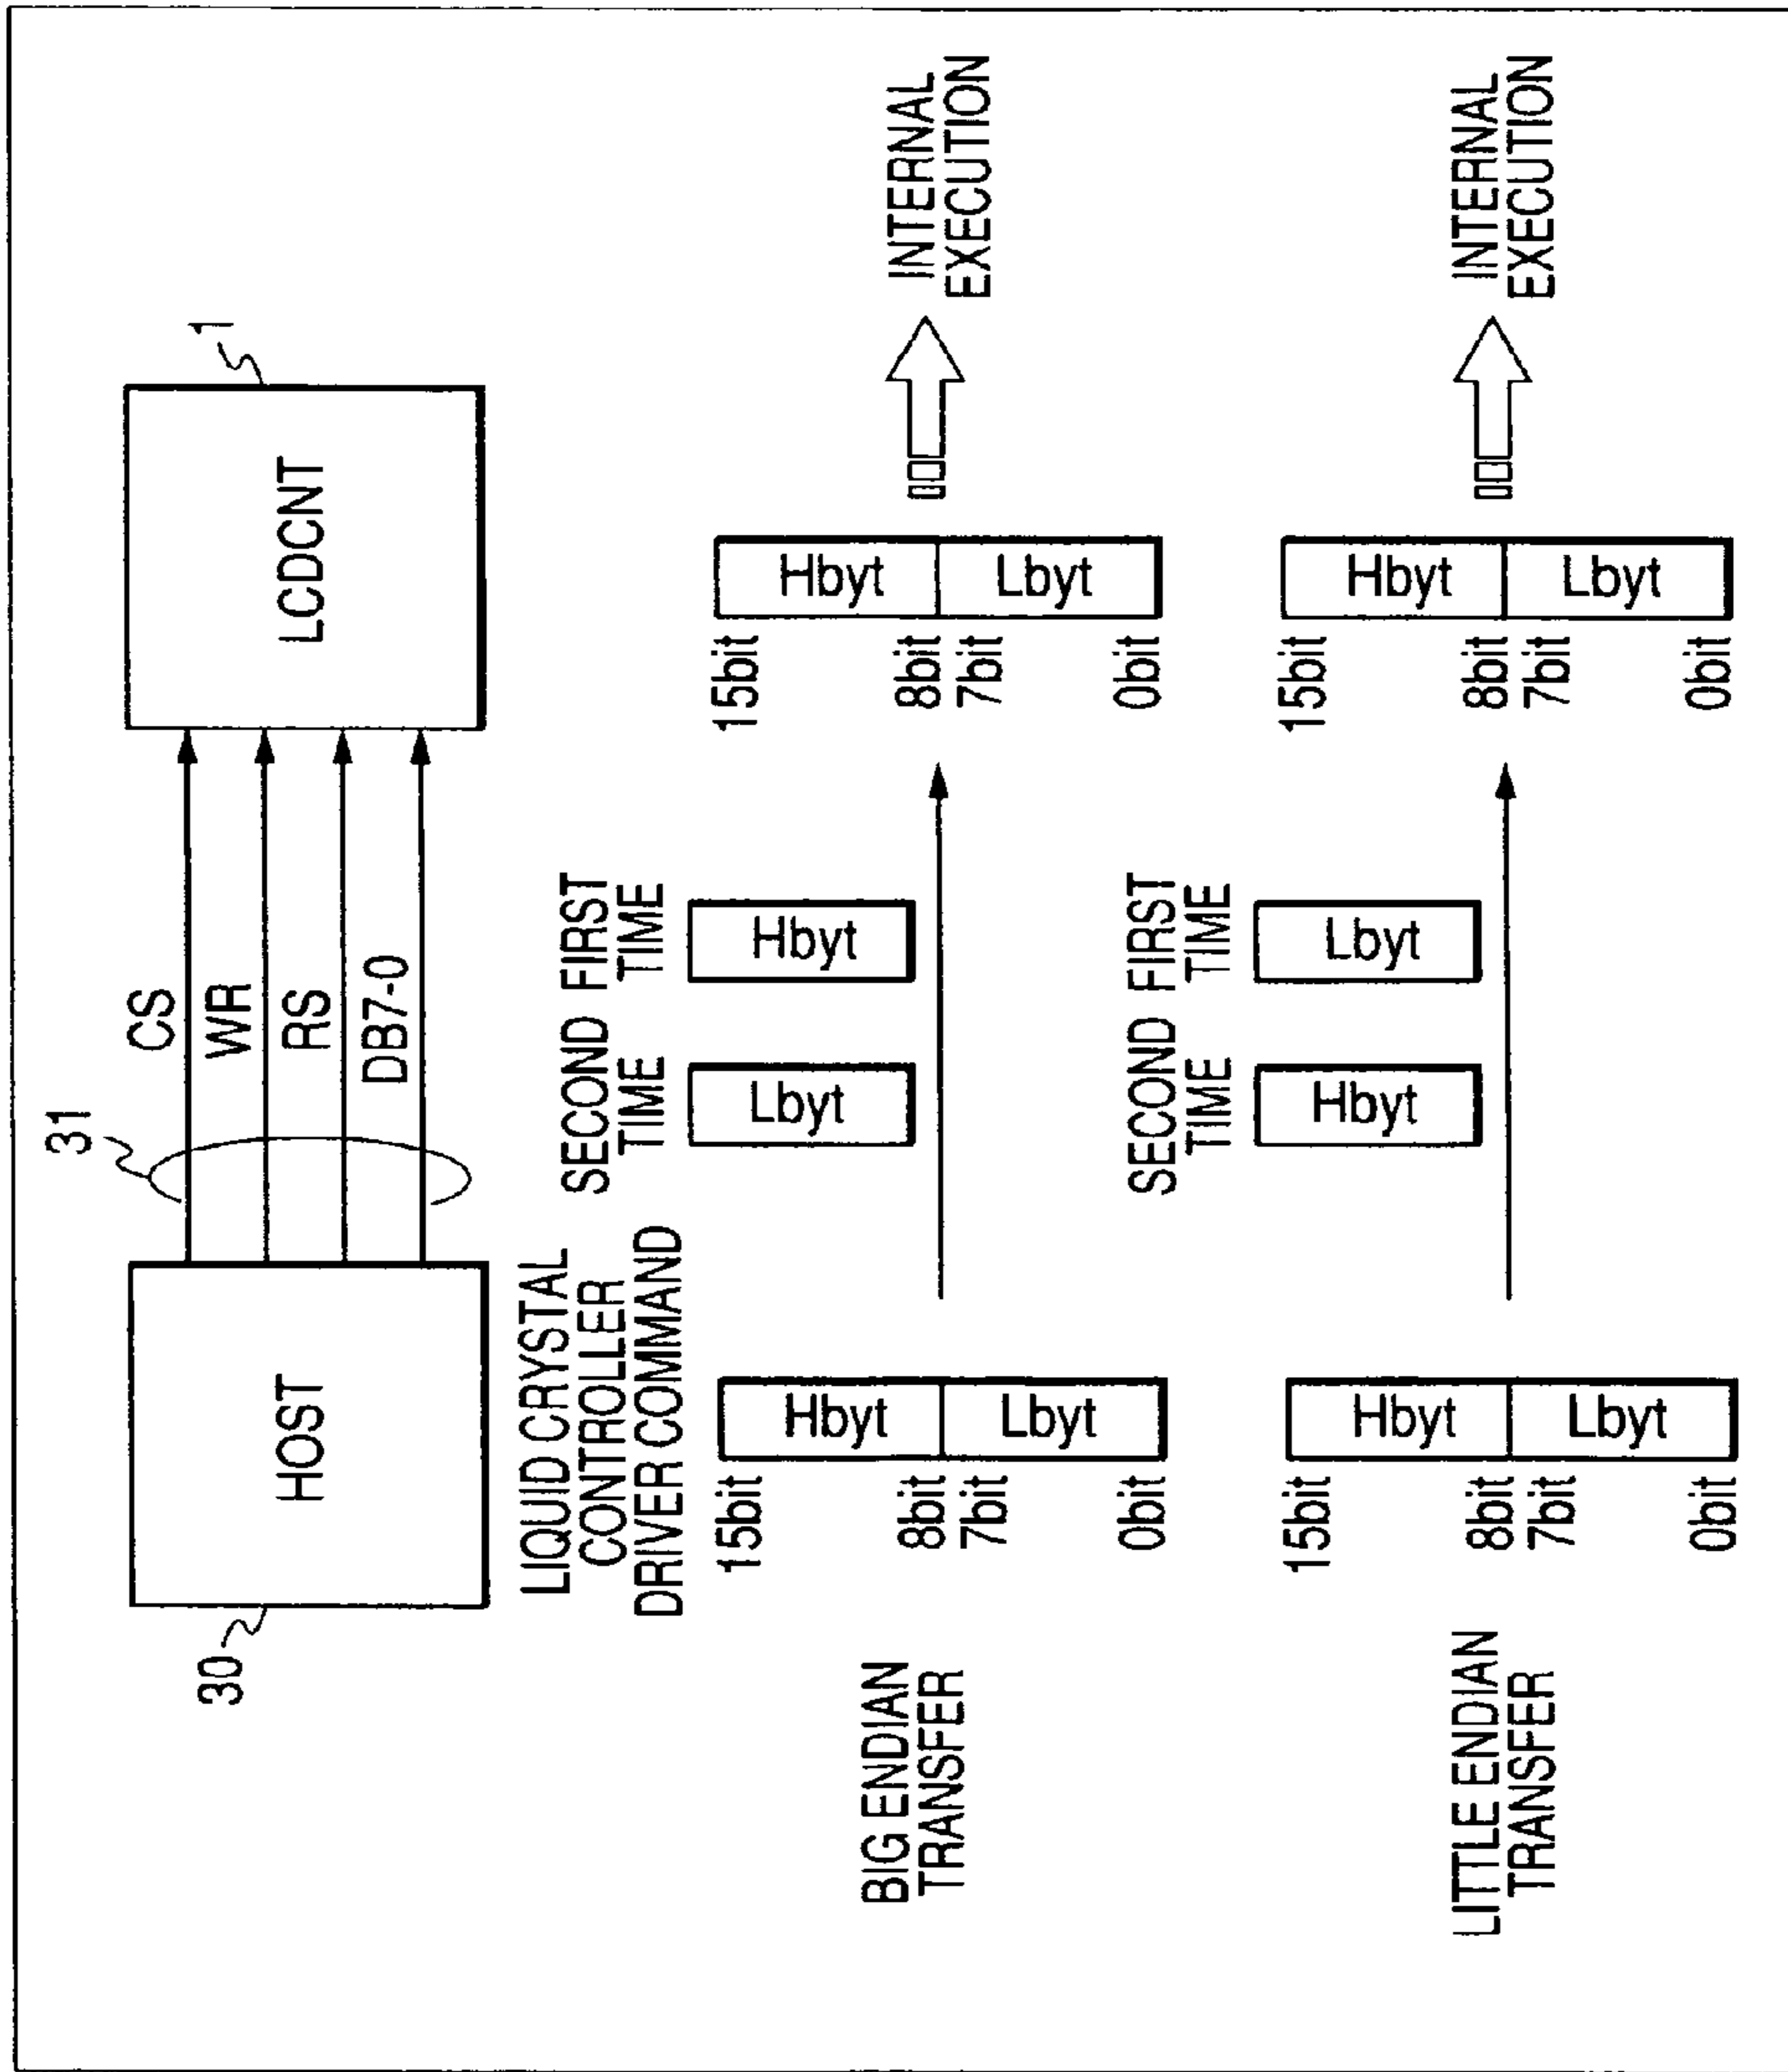 31
1
30
HOST
CS
WR
RS
DB7-0
LCDCNT
LIQUID CRYSTAL
CONTROLLER
DRIVER COMMAND
SECOND
TIME
FIRST
TIME
BIG ENDIAN
TRANSFER
15bit
8bit
7bit
0bit
Hbyt
Lbyt
Lbyt
Hbyt
15bit
8bit
7bit
0bit
Hbyt
Lbyt
INTERNAL
EXECUTION
SECOND
TIME
FIRST
TIME
LITTLE ENDIAN
TRANSFER
15bit
8bit
7bit
0bit
Hbyt
Lbyt
Hbyt
Lbyt
15bit
8bit
7bit
0bit
Hbyt
Lbyt
INTERNAL
EXECUTION